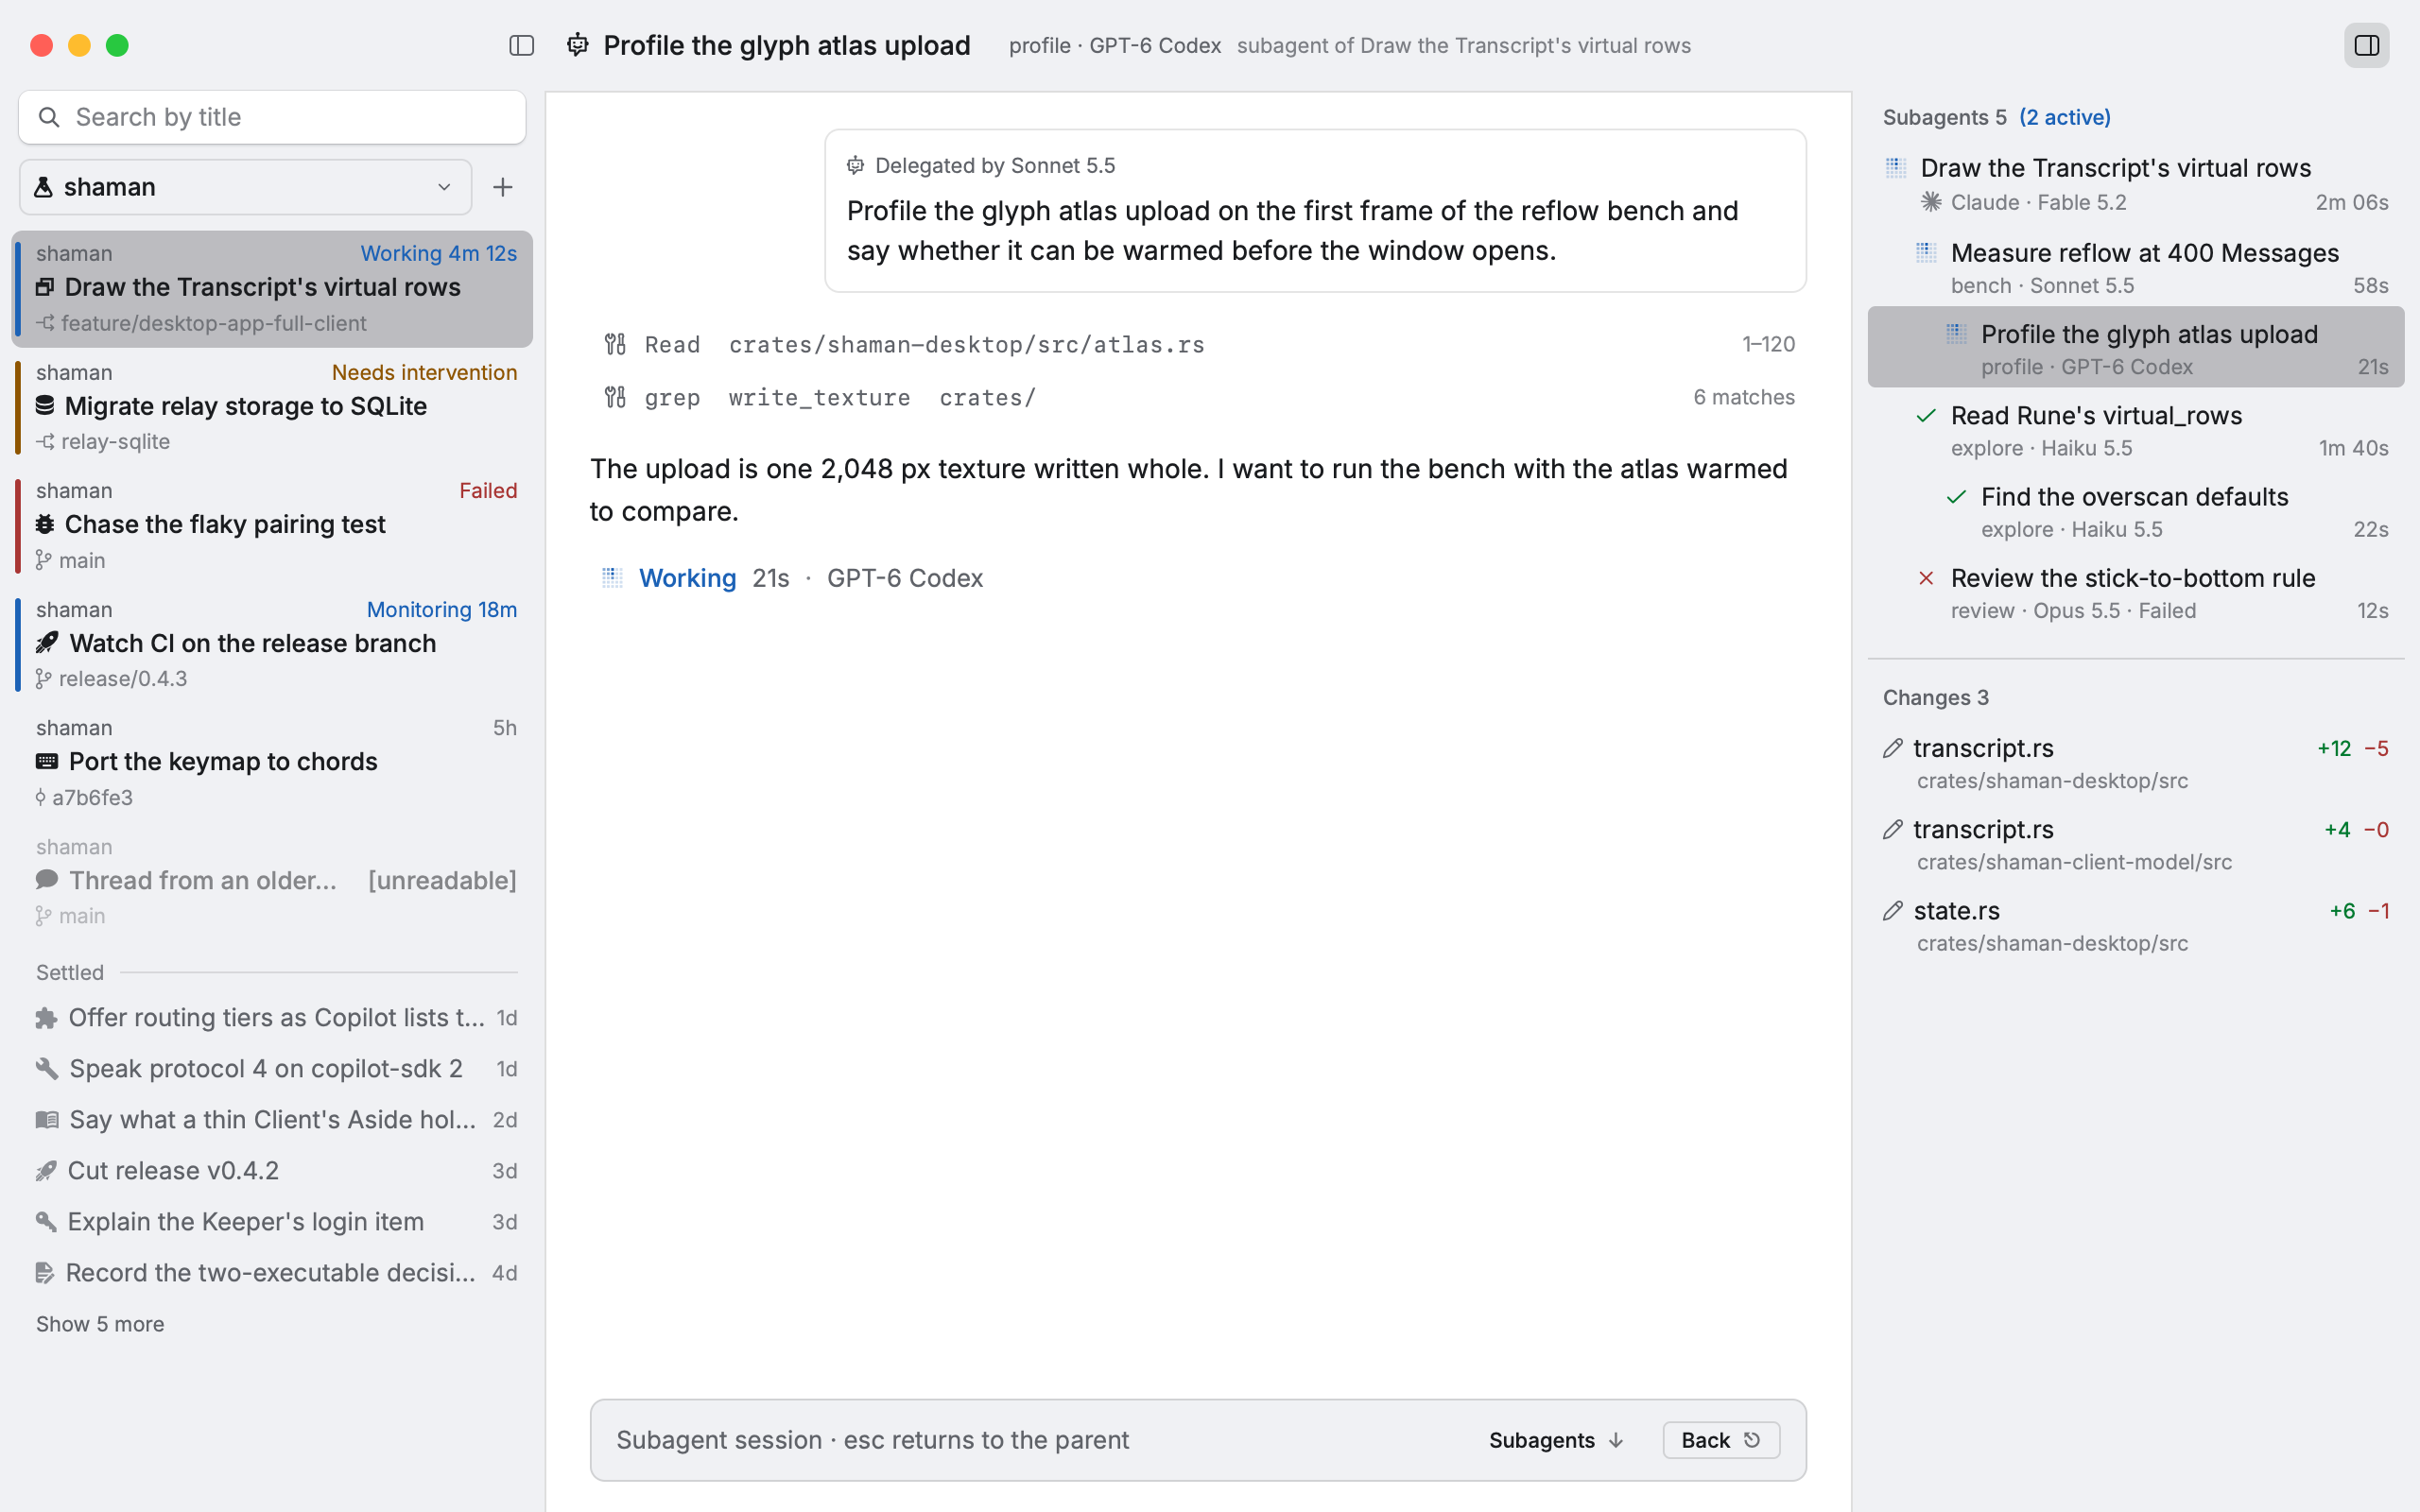 Profile the glyph atlas upload profile · GPT-6 Codex subagent of Draw the Transcript's virtual rows
Search by title
shaman
shaman Working 4m 12s
Draw the Transcript's virtual rows
feature/desktop-app-full-client
shaman Needs intervention
Migrate relay storage to SQLite
relay-sqlite
shaman Failed
Chase the flaky pairing test
main
shaman Monitoring 18m
Watch CI on the release branch
release/0.4.3
shaman 5h
Port the keymap to chords
a7b6fe3
shaman
Thread from an older... [unreadable]
main
Settled
Offer routing tiers as Copilot lists t... 1d
Speak protocol 4 on copilot-sdk 2 1d
Say what a thin Client's Aside hol... 2d
Cut release v0.4.2 3d
Explain the Keeper's login item 3d
Record the two-executable decisi... 4d
Show 5 more
Delegated by Sonnet 5.5
Profile the glyph atlas upload on the first frame of the reflow bench and
say whether it can be warmed before the window opens.
Read crates/shaman-desktop/src/atlas.rs 1–120
grep write_texture crates/ 6 matches
The upload is one 2,048 px texture written whole. I want to run the bench with the atlas warmed
to compare.
Working 21s · GPT-6 Codex
Subagent session · esc returns to the parent Subagents ↓ Back
Subagents 5 (2 active)
Draw the Transcript's virtual rows
Claude · Fable 5.2 2m 06s
Measure reflow at 400 Messages
bench · Sonnet 5.5 58s
Profile the glyph atlas upload
profile · GPT-6 Codex 21s
Read Rune's virtual_rows
explore · Haiku 5.5 1m 40s
Find the overscan defaults
explore · Haiku 5.5 22s
Review the stick-to-bottom rule
review · Opus 5.5 · Failed 12s
Changes 3
transcript.rs +12 −5
crates/shaman-desktop/src
transcript.rs +4 −0
crates/shaman-client-model/src
state.rs +6 −1
crates/shaman-desktop/src